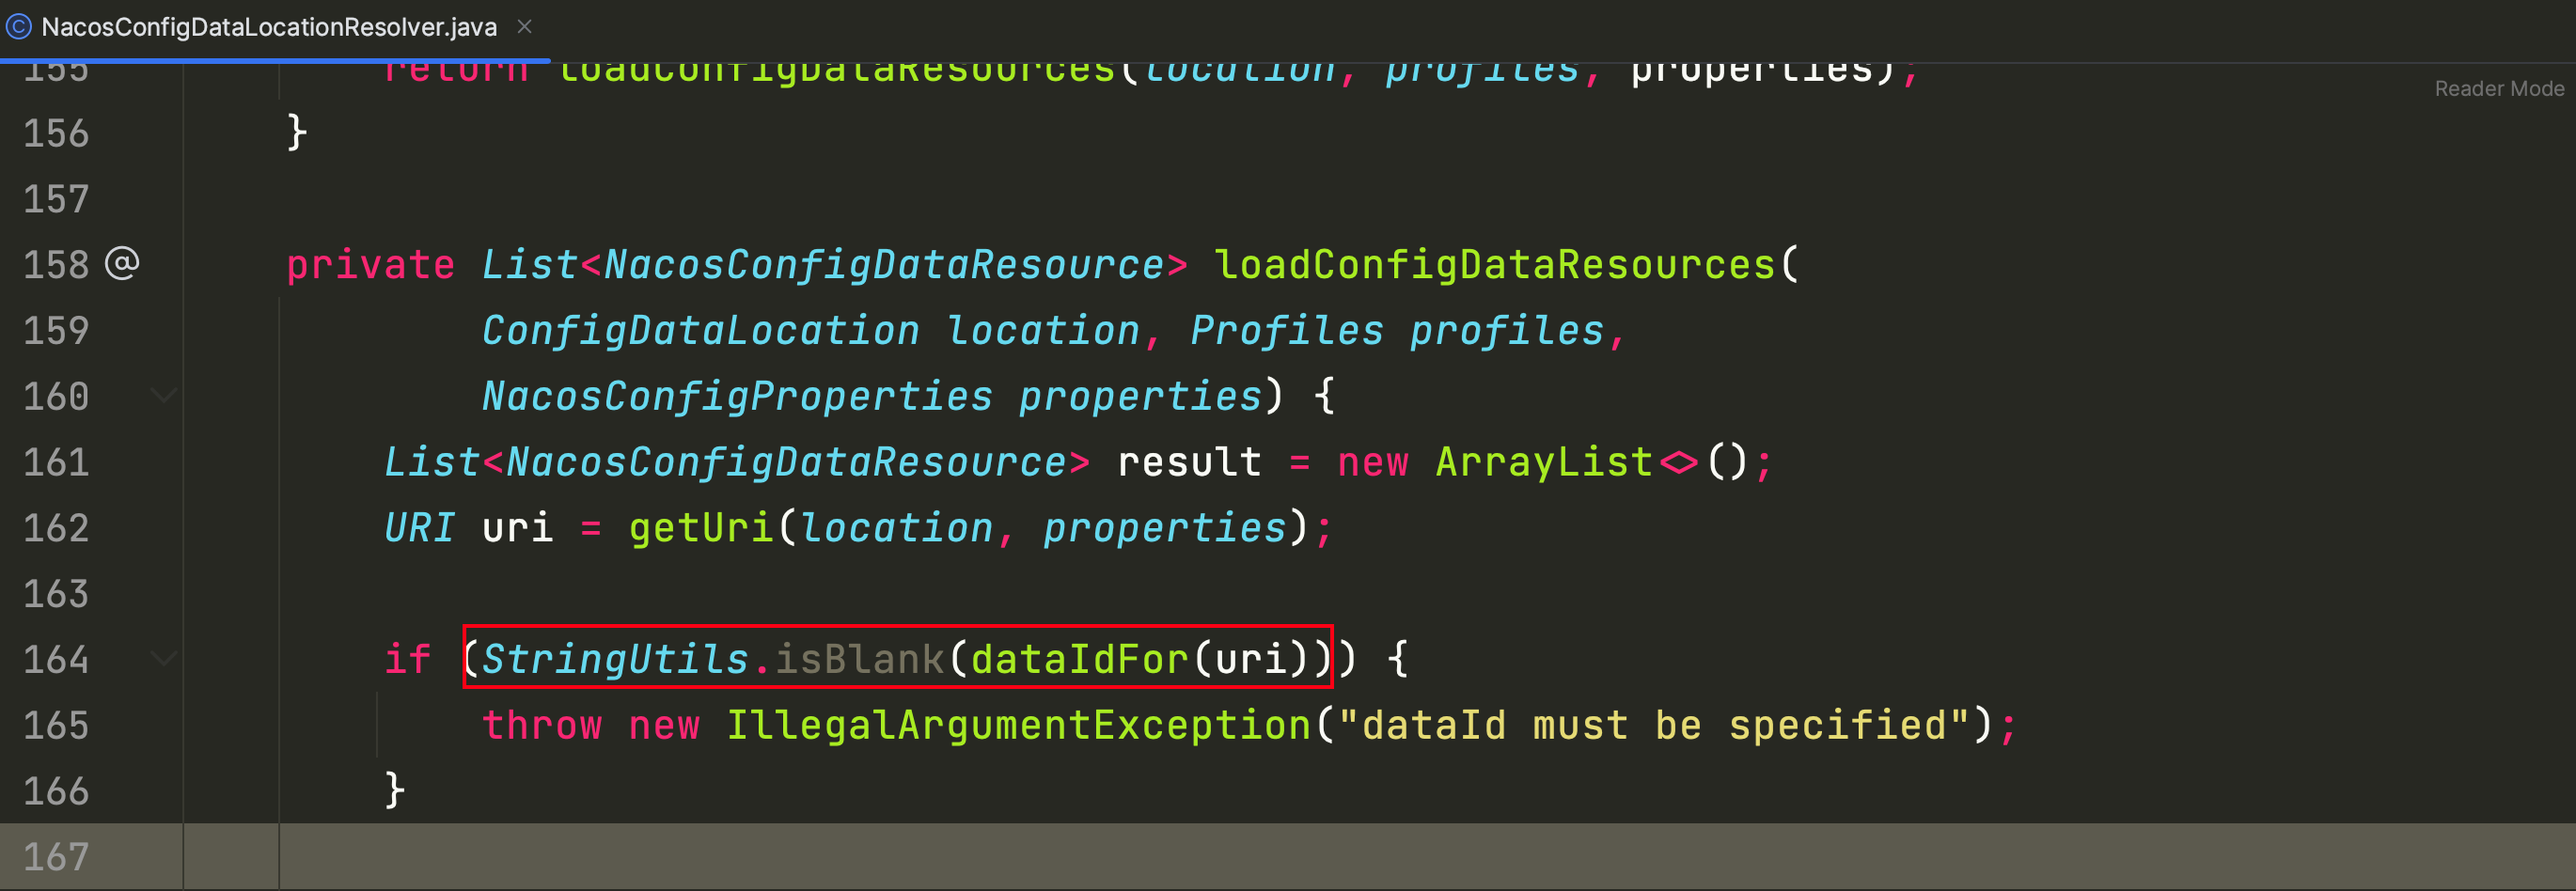 NacosConfigDataLocationResolver.java
155 return loadConfigDataResources(location, profiles, properties);
Reader Mode
156 }
157
158 @ private List<NacosConfigDataResource> loadConfigDataResources(
159 ConfigDataLocation location, Profiles profiles,
160 NacosConfigProperties properties) {
161 List<NacosConfigDataResource> result = new ArrayList<>();
162 URI uri = getUri(location, properties);
163
164 if (StringUtils.isBlank(dataIdFor(uri))) {
165 throw new IllegalArgumentException("dataId must be specified");
166 }
167